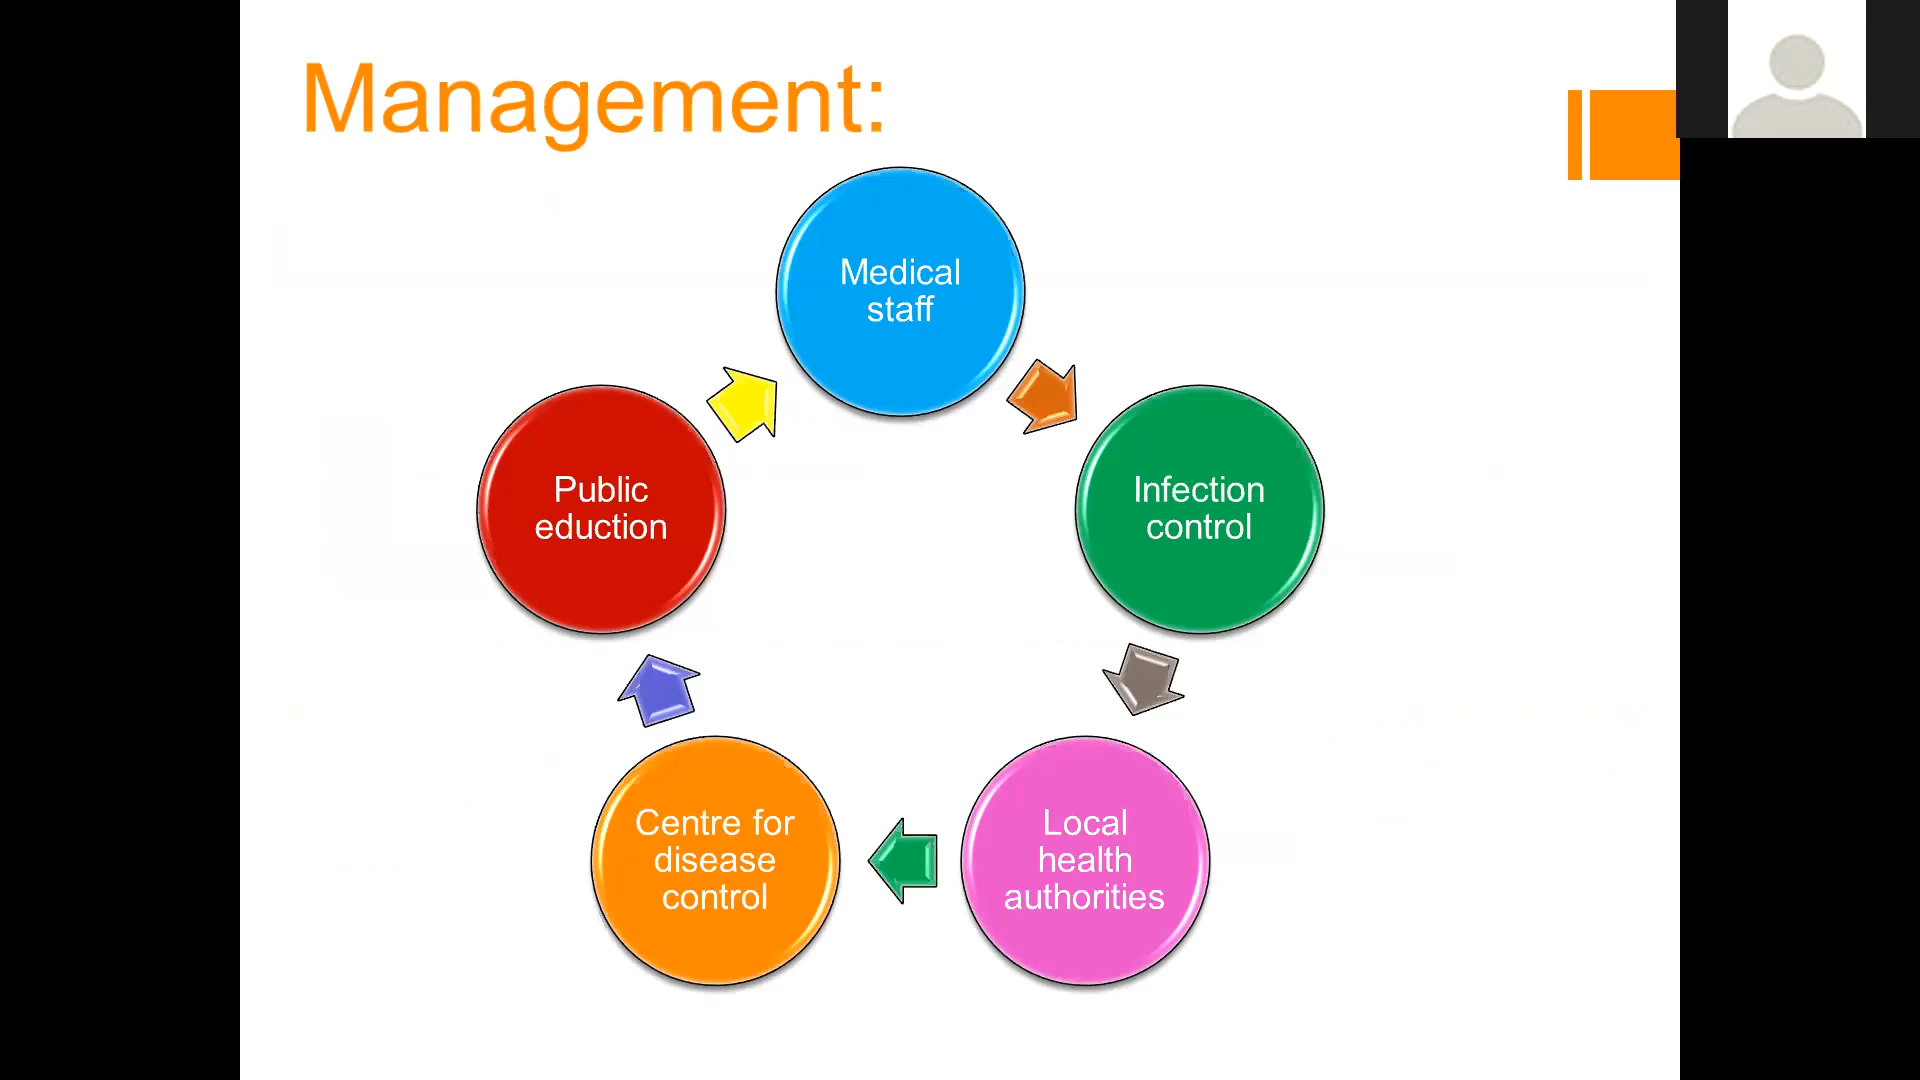 Management:
Medical
staff
Infection
control
Local
health
authorities
Centre for
disease
control
Public
eduction